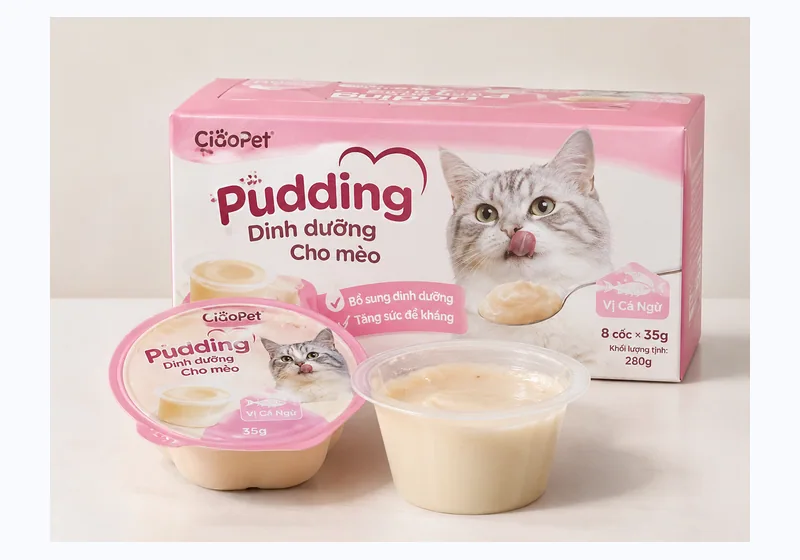 CiaoPet
Pudding
Dinh dưỡng
Cho mèo
Bổ sung dinh dưỡng
Tăng sức đề kháng
Vị Cá Ngừ
8 cốc × 35g
Khối lượng tịnh:
280g
CiaoPet
Pudding
Dinh dưỡng
Cho mèo
Vị Cá Ngừ
35g